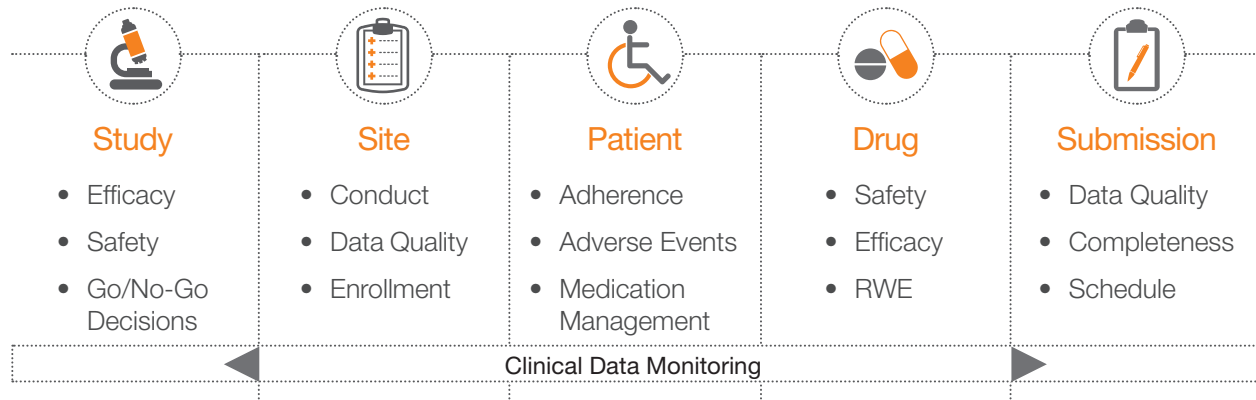 Study
• Efficacy
• Safety
• Go/No-Go
Decisions
Site
• Conduct
• Data Quality
• Enrollment
Patient
• Adherence
• Adverse Events
• Medication
Management
Drug
• Safety
• Efficacy
• RWE
Submission
• Data Quality
• Completeness
• Schedule
Clinical Data Monitoring